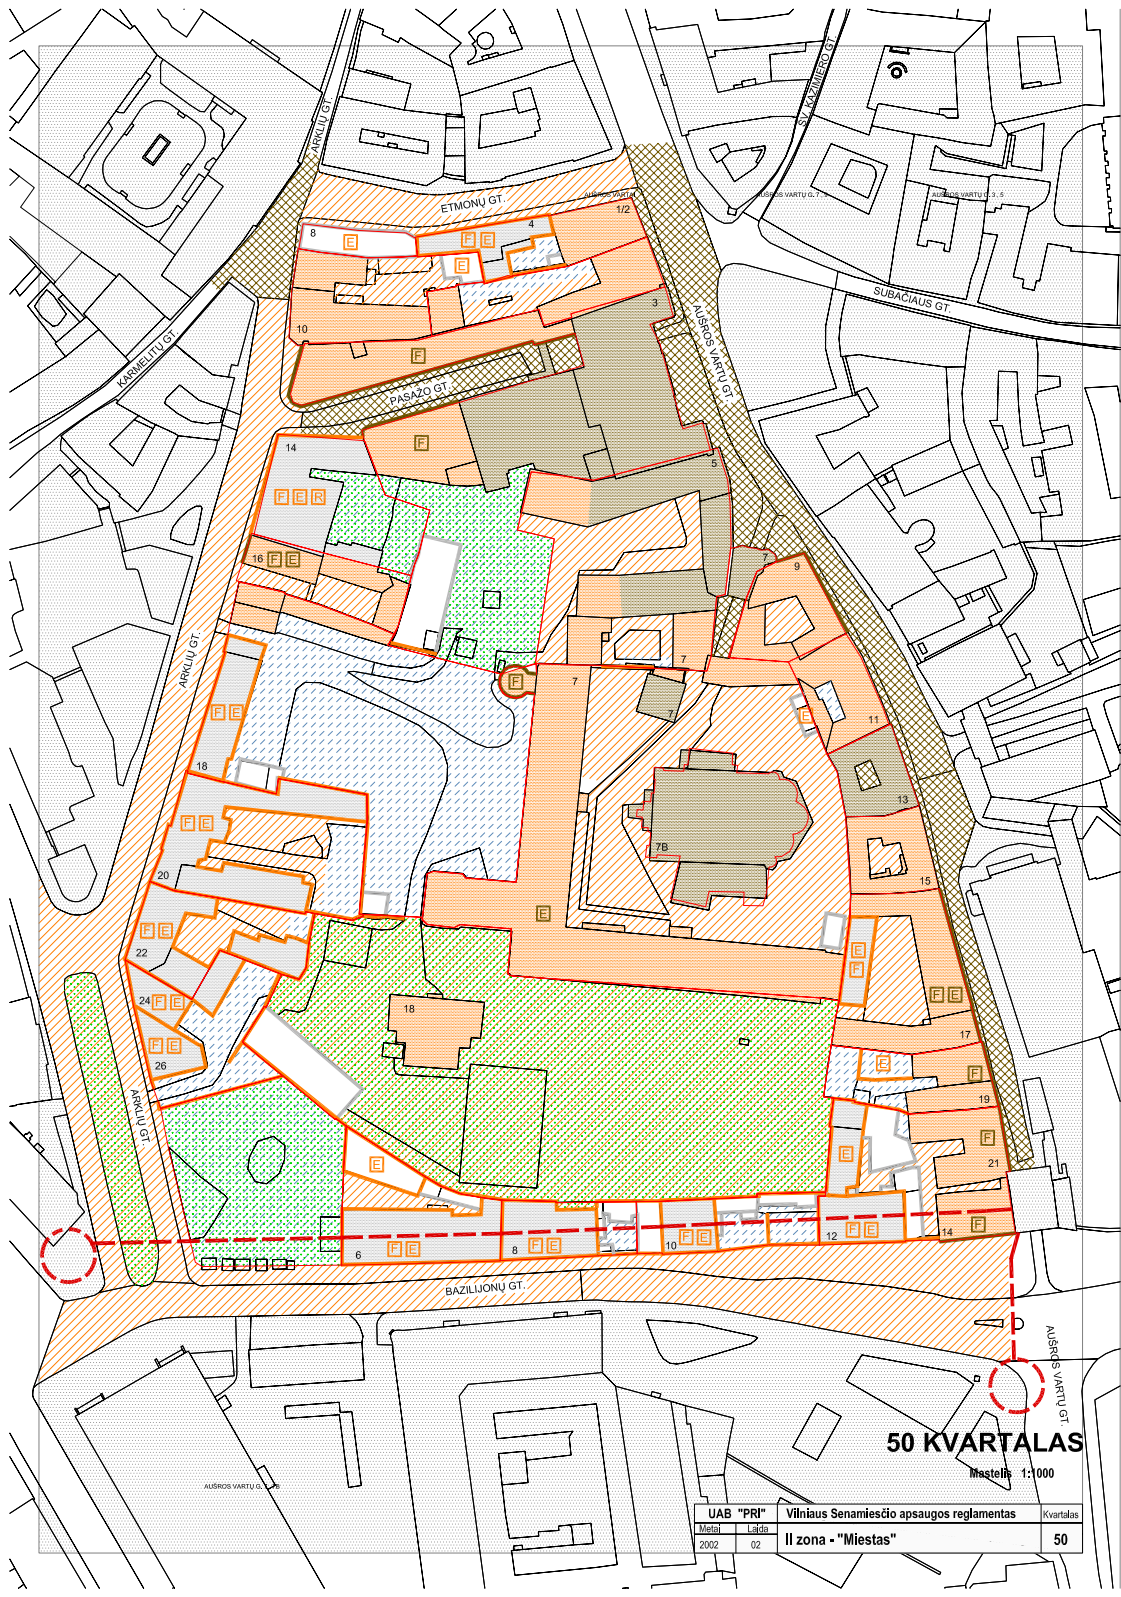 ARKLIŲ GT.
ŠV. KAZIMIERO GT.
ETMONŲ GT.
AUŠROS VARTŲ G. 3, 5
8
E
F E
4
1/2
E
SUBAČIAUS GT.
3
AUŠROS VARTŲ GT.
10
KARMELITŲ GT.
F
PASAŽO GT.
14
F
5
F E R
16
F E
7
9
ARKLIŲ GT.
7
F
7
7
E
11
F E
18
13
F E
7B
20
15
E
22
F E
E
F
24
F E
F E
18
17
F E
26
E
F
19
ARKLIŲ GT.
F
E
E
21
6
F E
8
F E
10
F E
12
F E
14
F
BAZILIJONŲ GT.
AUŠROS VARTŲ GT.
50 KVARTALAS
Mastelis 1:1000
UAB "PRI"
Vilniaus Senamiesčio apsaugos reglamentas
Kvartalas
Metai
Laida
2002
02
II zona - "Miestas"
50